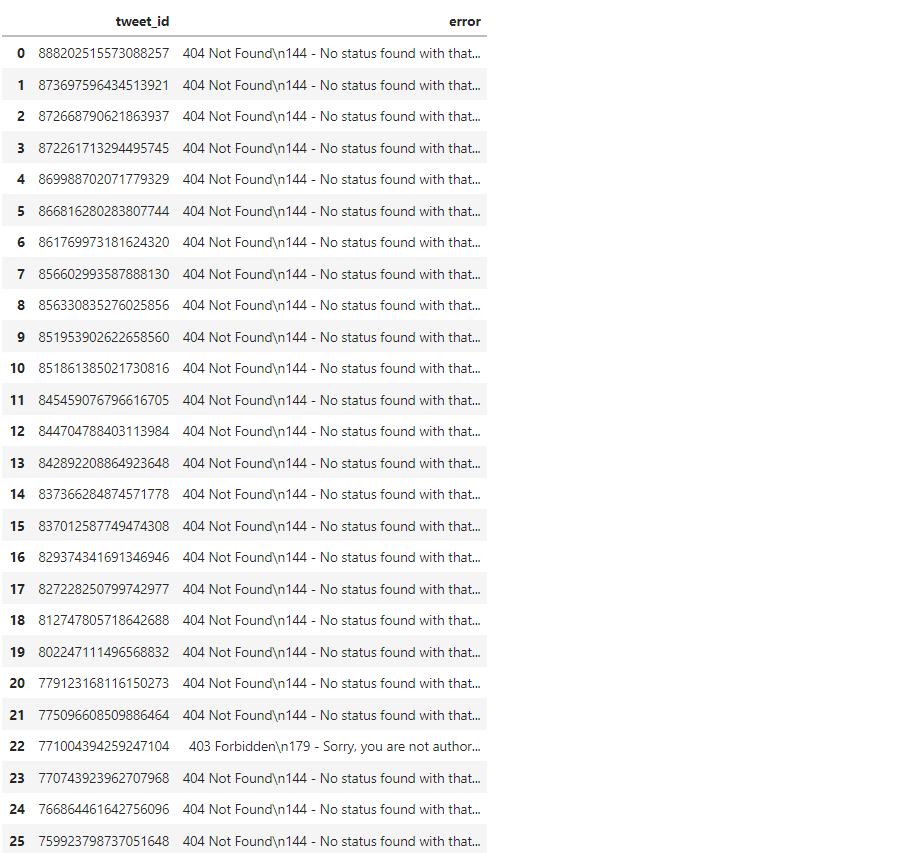 tweet_id error
0 888202515573088257 404 Not Found\n144 - No status found with that...
1 873697596434513921 404 Not Found\n144 - No status found with that...
2 872668790621863937 404 Not Found\n144 - No status found with that...
3 872261713294495745 404 Not Found\n144 - No status found with that...
4 869988702071779329 404 Not Found\n144 - No status found with that...
5 866816280283807744 404 Not Found\n144 - No status found with that...
6 861769973181624320 404 Not Found\n144 - No status found with that...
7 856602993587888130 404 Not Found\n144 - No status found with that...
8 856330835276025856 404 Not Found\n144 - No status found with that...
9 851953902622658560 404 Not Found\n144 - No status found with that...
10 851861385021730816 404 Not Found\n144 - No status found with that...
11 845459076796616705 404 Not Found\n144 - No status found with that...
12 844704788403113984 404 Not Found\n144 - No status found with that...
13 842892208864923648 404 Not Found\n144 - No status found with that...
14 837366284874571778 404 Not Found\n144 - No status found with that...
15 837012587749474308 404 Not Found\n144 - No status found with that...
16 829374341691346946 404 Not Found\n144 - No status found with that...
17 827228250799742977 404 Not Found\n144 - No status found with that...
18 812747805718642688 404 Not Found\n144 - No status found with that...
19 802247111496568832 404 Not Found\n144 - No status found with that...
20 779123168116150273 404 Not Found\n144 - No status found with that...
21 775096608509886464 404 Not Found\n144 - No status found with that...
22 771004394259247104 403 Forbidden\n179 - Sorry, you are not author...
23 770743923962707968 404 Not Found\n144 - No status found with that...
24 766864461642756096 404 Not Found\n144 - No status found with that...
25 759923798737051648 404 Not Found\n144 - No status found with that...